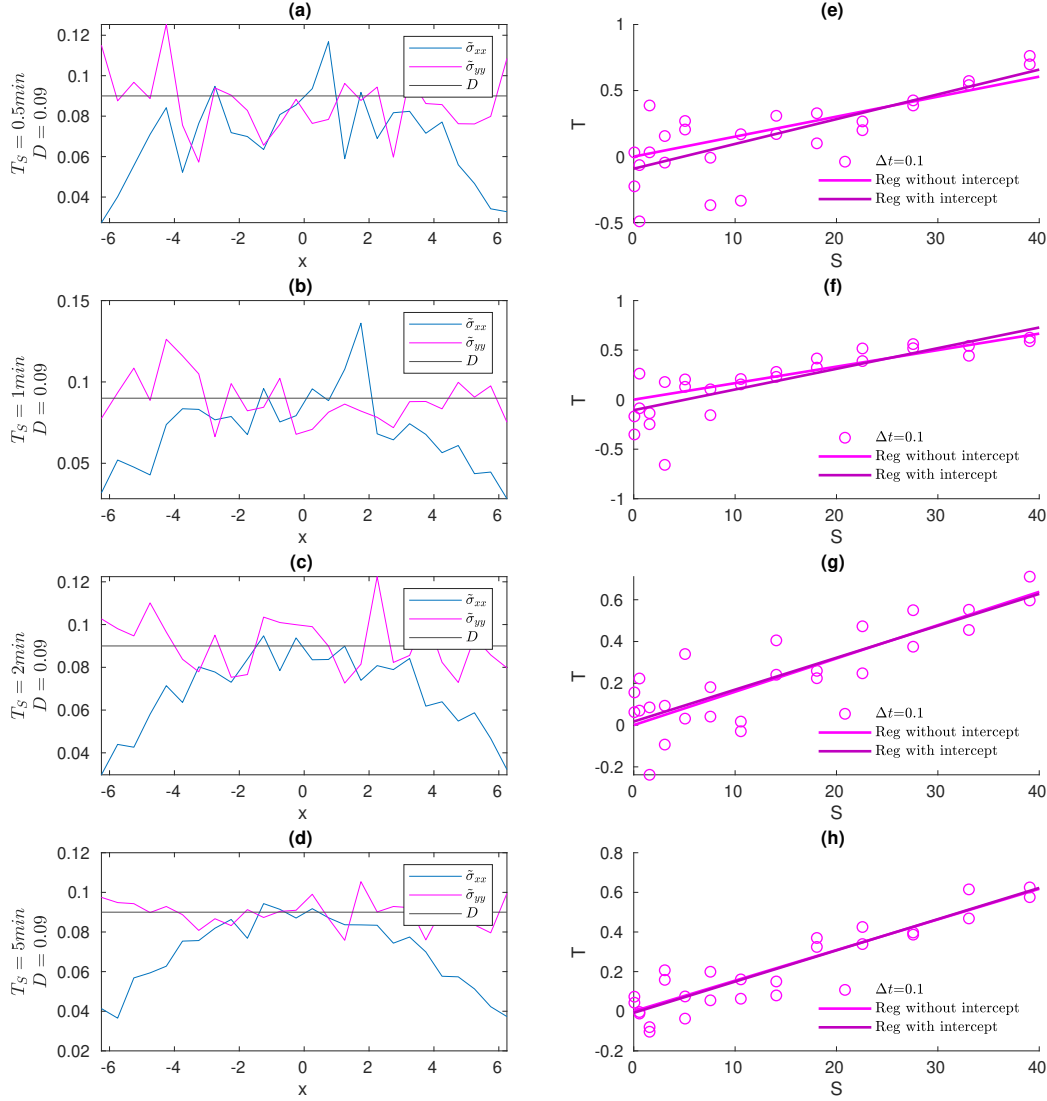 (a)
0.12
0.1
0.08
0.06
0.04
-6 -4 -2 0 2 4 6
x
T_S = 0.5min
D = 0.09
σ̃_xx
σ̃_yy
D
(e)
1
0.5
0
-0.5
0 10 20 30 40
S
T
Δt=0.1
Reg without intercept
Reg with intercept
(b)
0.15
0.1
0.05
-6 -4 -2 0 2 4 6
x
T_S = 1min
D = 0.09
σ̃_xx
σ̃_yy
D
(f)
1
0.5
0
-0.5
-1
0 10 20 30 40
S
T
Δt=0.1
Reg without intercept
Reg with intercept
(c)
0.12
0.1
0.08
0.06
0.04
-6 -4 -2 0 2 4 6
x
T_S = 2min
D = 0.09
σ̃_xx
σ̃_yy
D
(g)
0.6
0.4
0.2
0
-0.2
0 10 20 30 40
S
T
Δt=0.1
Reg without intercept
Reg with intercept
(d)
0.12
0.1
0.08
0.06
0.04
0.02
-6 -4 -2 0 2 4 6
x
T_S = 5min
D = 0.09
σ̃_xx
σ̃_yy
D
(h)
0.8
0.6
0.4
0.2
0
-0.2
0 10 20 30 40
S
T
Δt=0.1
Reg without intercept
Reg with intercept